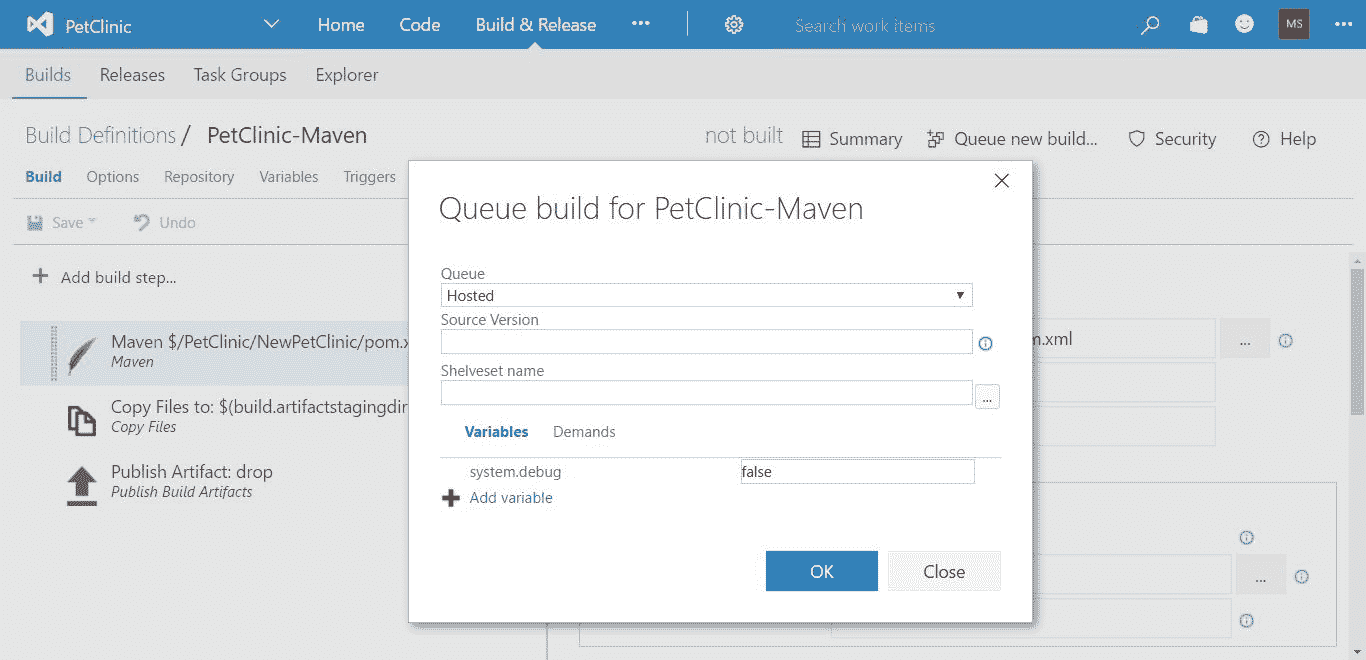 PetClinic Home Code Build & Release ... Search work items MS ...
Builds Releases Task Groups Explorer
Build Definitions / PetClinic-Maven not built Summary Queue new build... Security Help
Build Options Repository Variables Triggers
Save Undo
Add build step...
Maven $/PetClinic/NewPetClinic/pom.x
Maven
Copy Files to: $(build.artifactstagingdir
Copy Files
Publish Artifact: drop
Publish Build Artifacts
Queue build for PetClinic-Maven
Queue
Hosted
Source Version
Shelveset name
...
Variables Demands
system.debug false
Add variable
OK Close
.xml ...
...